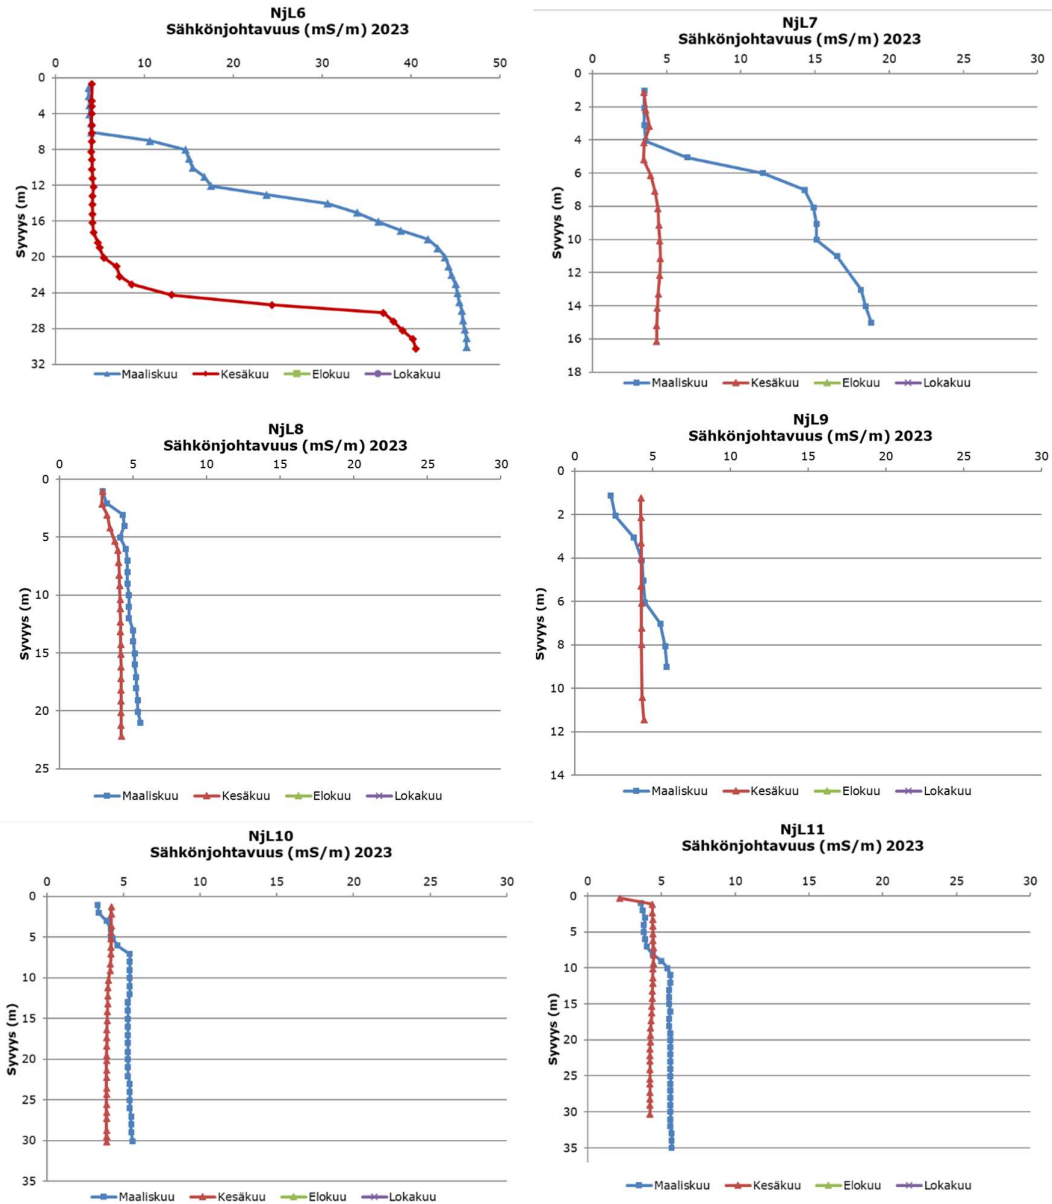 NjL6
Sähkönjohtavuus (mS/m) 2023
0 10 20 30 40 50
0
4
8
12
16
20
24
28
32
Syvyys (m)
Maaliskuu Kesäkuu Elokuu Lokakuu
NjL7
Sähkönjohtavuus (mS/m) 2023
0 5 10 15 20 25 30
0
2
4
6
8
10
12
14
16
18
Syvyys (m)
Maaliskuu Kesäkuu Elokuu Lokakuu
NjL8
Sähkönjohtavuus (mS/m) 2023
0 5 10 15 20 25 30
0
5
10
15
20
25
Syvyys (m)
Maaliskuu Kesäkuu Elokuu Lokakuu
NjL9
Sähkönjohtavuus (mS/m) 2023
0 5 10 15 20 25 30
0
2
4
6
8
10
12
14
Syvyys (m)
Maaliskuu Kesäkuu Elokuu Lokakuu
NjL10
Sähkönjohtavuus (mS/m) 2023
0 5 10 15 20 25 30
0
5
10
15
20
25
30
35
Syvyys (m)
Maaliskuu Kesäkuu Elokuu Lokakuu
NjL11
Sähkönjohtavuus (mS/m) 2023
0 5 10 15 20 25 30
0
5
10
15
20
25
30
35
Syvyys (m)
Maaliskuu Kesäkuu Elokuu Lokakuu